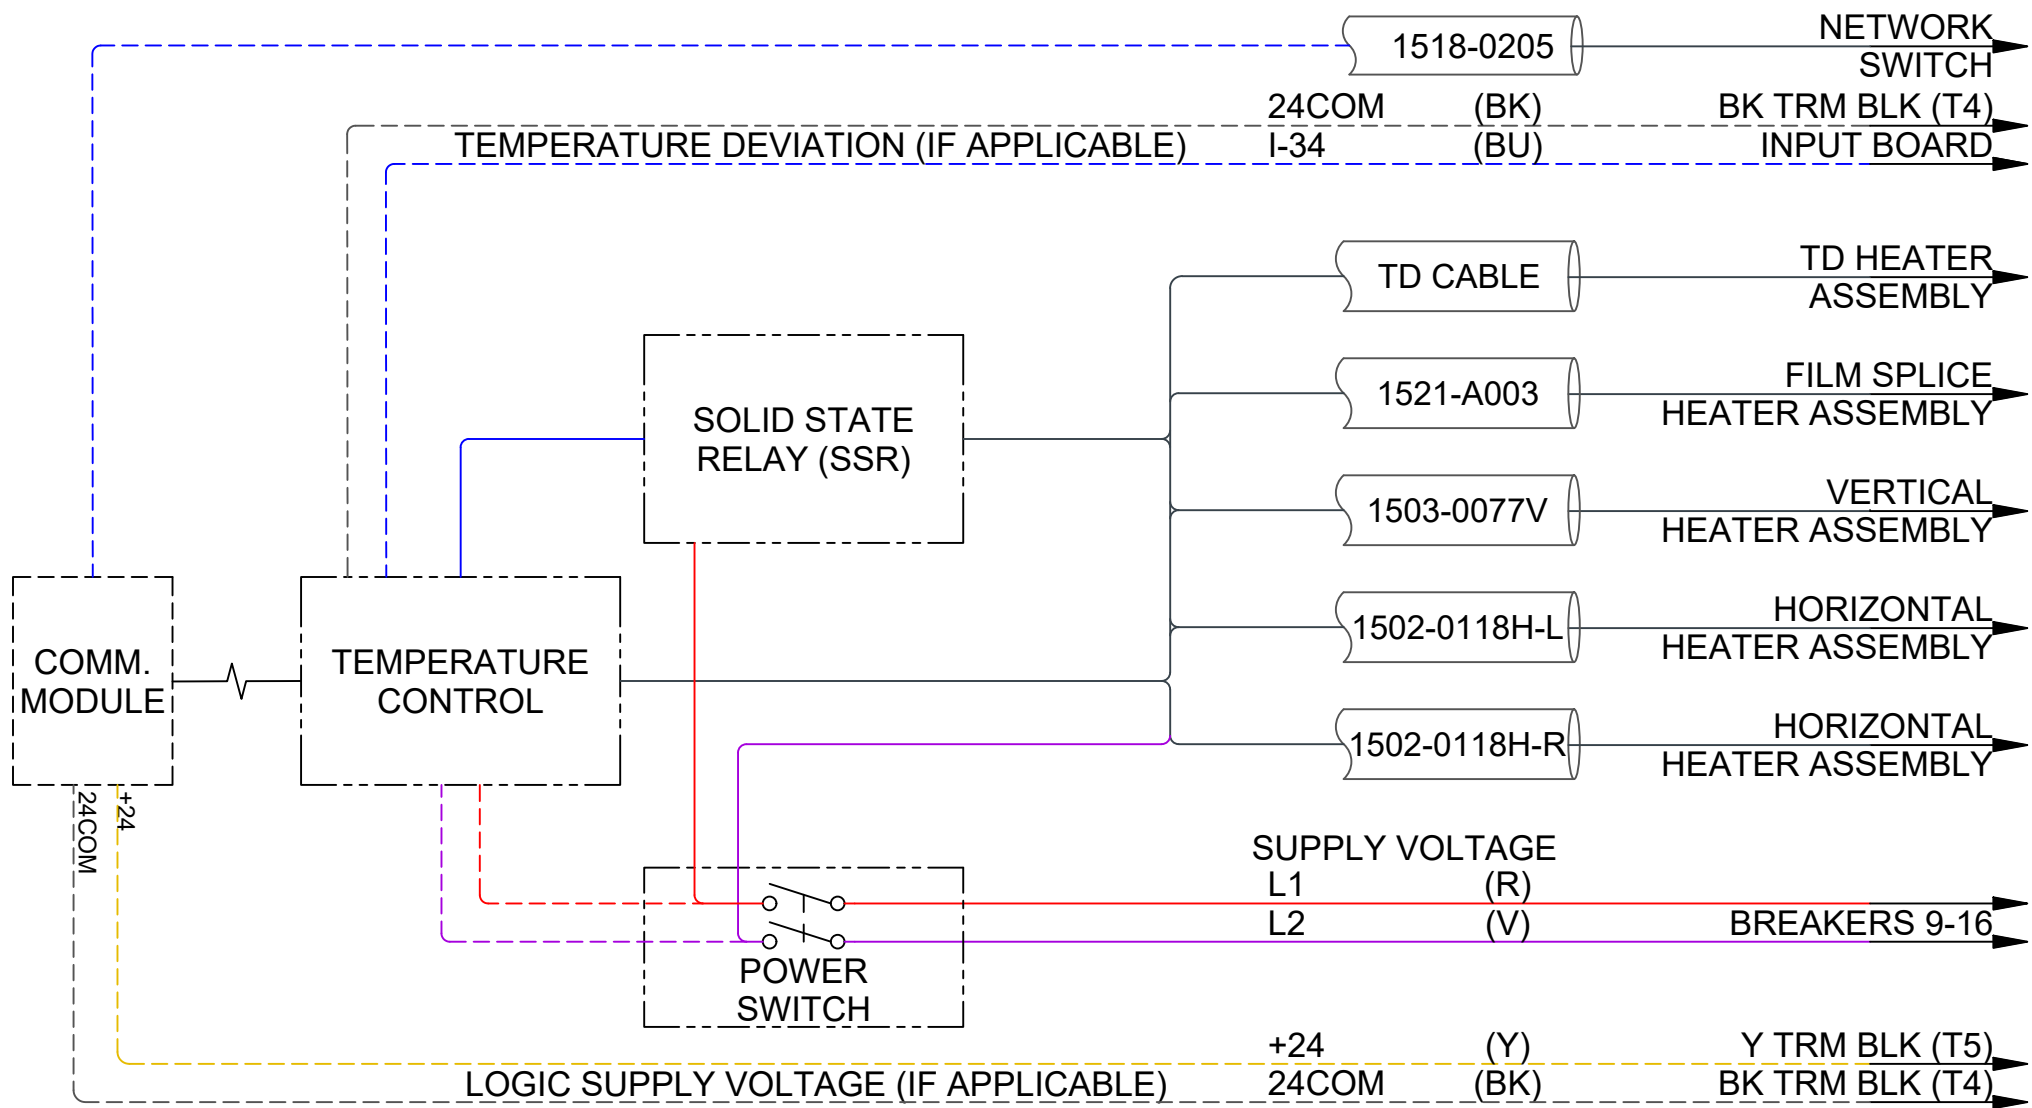 1518-0205
NETWORK
SWITCH
24COM (BK) BK TRM BLK (T4)
TEMPERATURE DEVIATION (IF APPLICABLE) I-34 (BU) INPUT BOARD
TD CABLE
TD HEATER
ASSEMBLY
1521-A003
FILM SPLICE
HEATER ASSEMBLY
SOLID STATE
RELAY (SSR)
1503-0077V
VERTICAL
HEATER ASSEMBLY
1502-0118H-L
HORIZONTAL
HEATER ASSEMBLY
COMM.
MODULE
TEMPERATURE
CONTROL
1502-0118H-R
HORIZONTAL
HEATER ASSEMBLY
24COM
+24
SUPPLY VOLTAGE
L1 (R)
L2 (V) BREAKERS 9-16
POWER
SWITCH
+24 (Y) Y TRM BLK (T5)
LOGIC SUPPLY VOLTAGE (IF APPLICABLE) 24COM (BK) BK TRM BLK (T4)